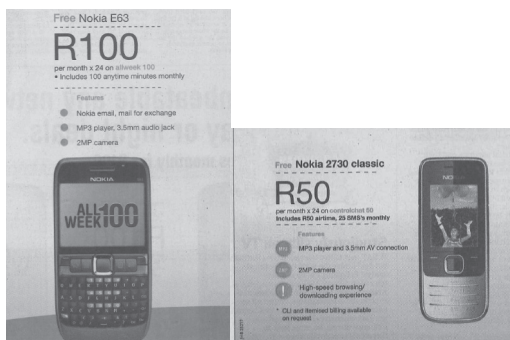 Free Nokia E63
R100
per month x 24 on allweek 100
• Includes 100 anytime minutes monthly
Features
Nokia email, mail for exchange
MP3 player, 3.5mm audio jack
2MP camera
NOKIA
ALL
WEEK100
Free Nokia 2730 classic
R50
per month x 24 on controlchat 50
Includes R50 airtime, 25 SMS's monthly
Features
MP3 player and 3.5mm AV connection
2MP camera
High-speed browsing/
downloading experience
* CLI and itemised billing available
on request.